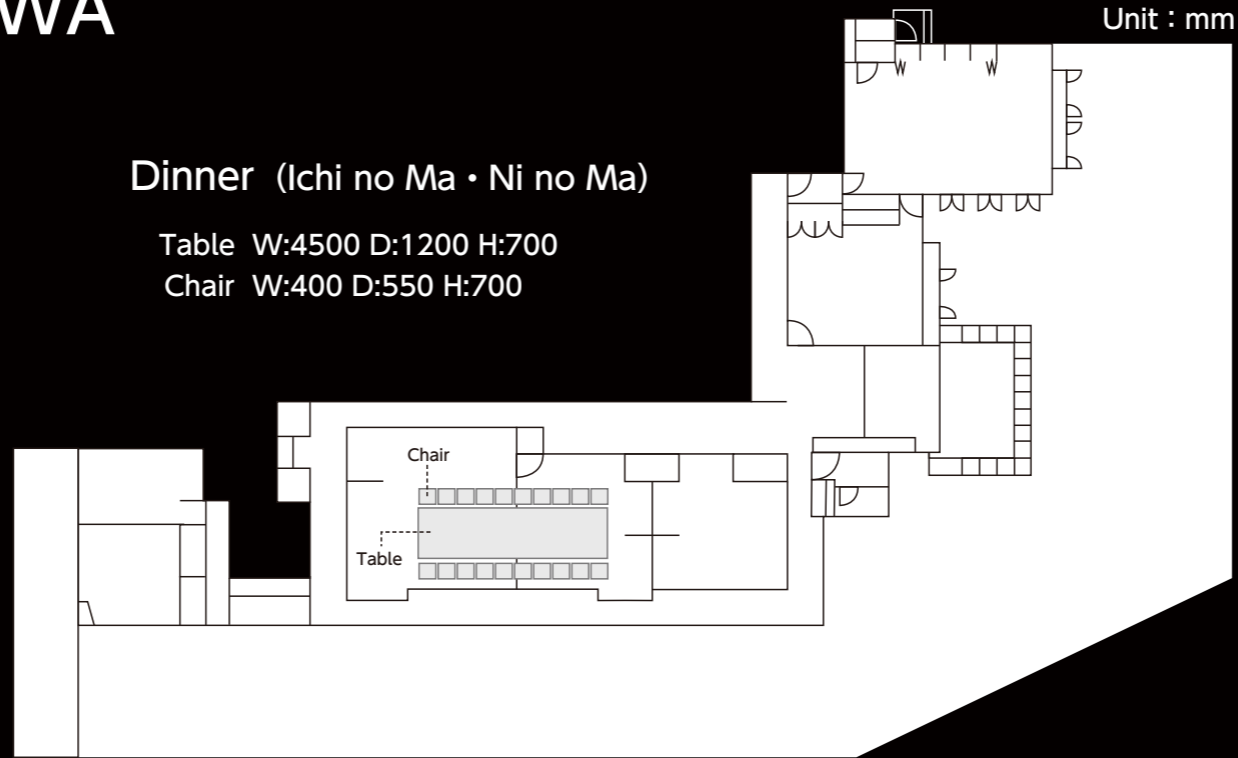 WA
Unit : mm
Dinner (Ichi no Ma・Ni no Ma)
Table W:4500 D:1200 H:700
Chair W:400 D:550 H:700
Chair
Table